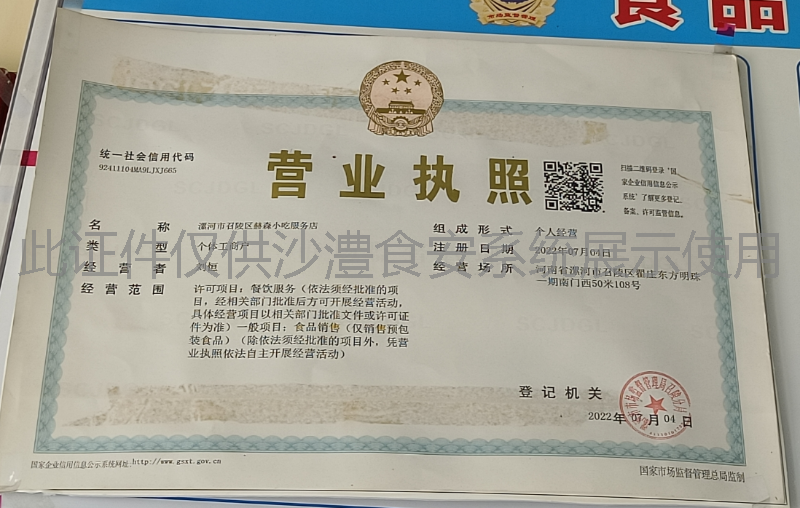 食品
统一社会信用代码
92411104MA9LJXJ665
营业执照
扫描二维码登录'国
家企业信用信息公示
系统'了解更多登记、
备案、许可监管信息。
名称 漯河市召陵区赫森小吃服务店
组成形式 个人经营
类型 个体工商户
注册日期 2022年07月04日
此证件仅供沙澧食安系统展示使用
经营者 刘恒
经营场所 河南省漯河市召陵区翟庄东方明珠
一期南门西50米108号
经营范围 许可项目：餐饮服务（依法须经批准的项
目，经相关部门批准后方可开展经营活动，
具体经营项目以相关部门批准文件或许可证
件为准）一般项目：食品销售（仅销售预包
装食品）（除依法须经批准的项目外，凭营
业执照依法自主开展经营活动）
登记机关
2022年07月04日
国家企业信用信息公示系统网址:http://www.gsxt.gov.cn
国家市场监督管理总局监制